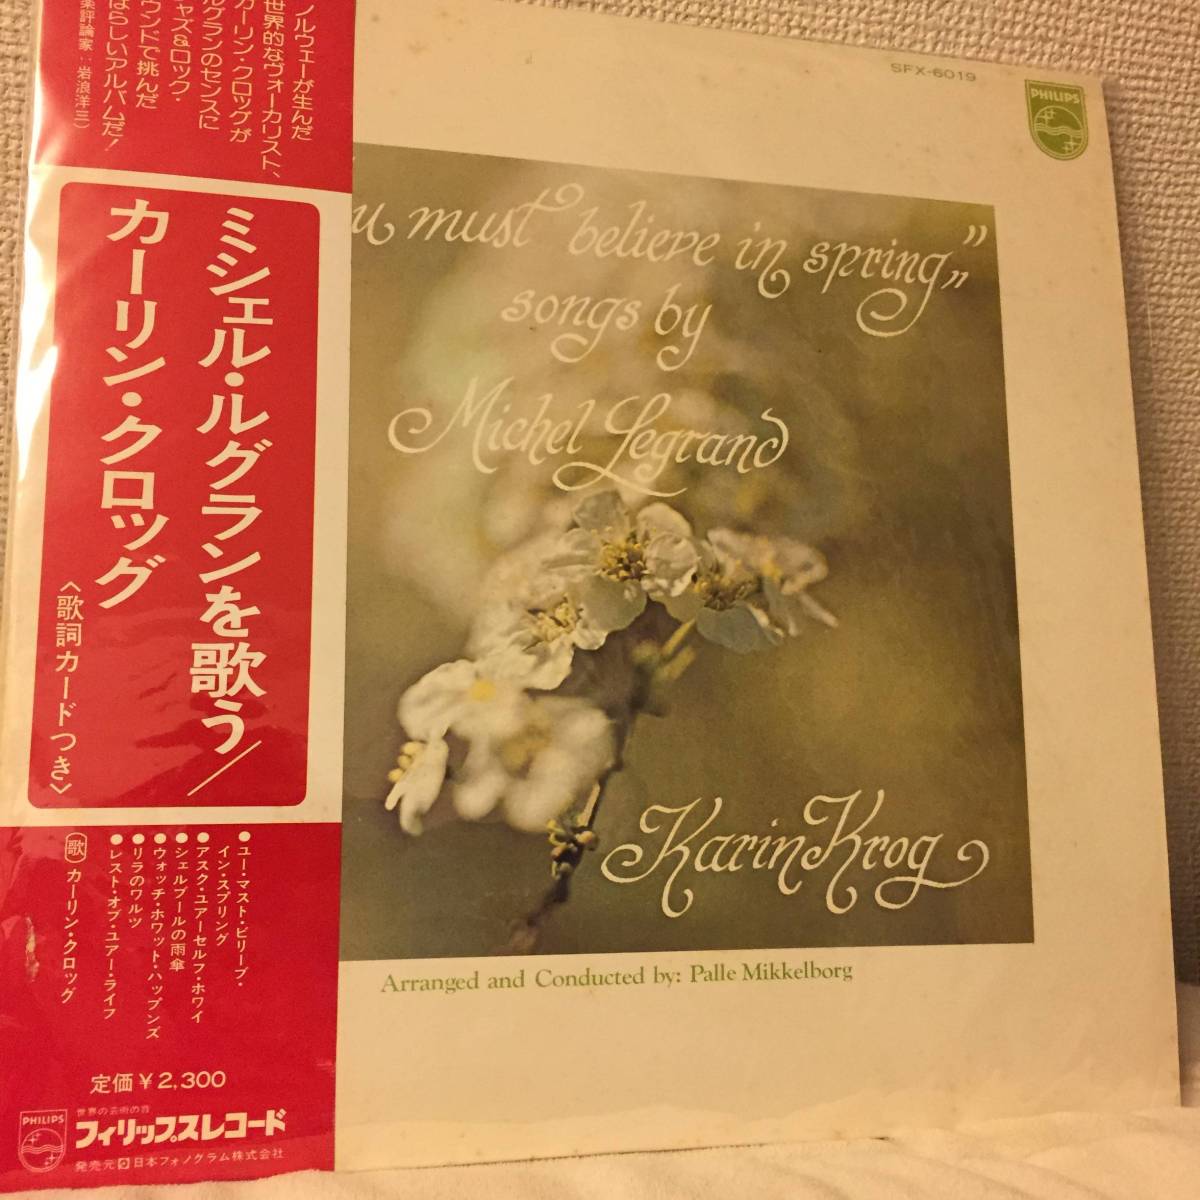 ノルウェーが生んだ
世界的なヴォーカリスト、
カーリン・クロッグが
ルグランのセンスに
ジャズ&ロック・
ウンドで挑んだ
ばらしいアルバムだ!
楽評論家:岩浪洋三)
ミシェル・ルグランを歌う/
カーリン・クロッグ
〈歌詞カードつき〉
●ユー・マスト・ビリーブ・
イン・スプリング
●アスク・ユアーセルフ・ホワイ
●シェルブールの雨傘
●ウォッチ・ホワット・ハップンズ
●リラのワルツ
●レスト・オブ・ユアー・ライフ
歌 カーリン・クロッグ
定価¥2,300
PHILIPS
世界の芸術の音
フィリップスレコード
発売元 日本フォノグラム株式会社
SFX-6019
PHILIPS
u must believe in spring,,”
songs by
Michel Legrand
Karin Krog
Arranged and Conducted by: Palle Mikkelborg